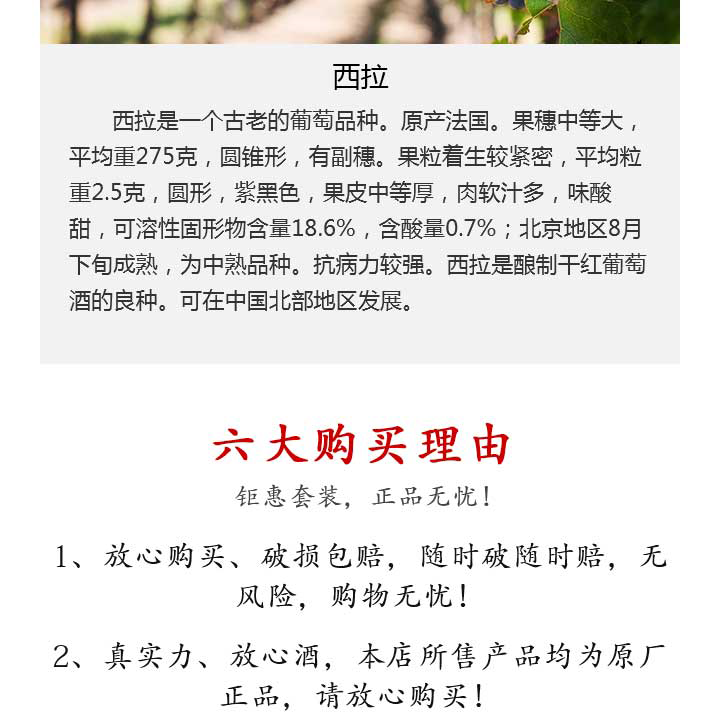 西拉
西拉是一个古老的葡萄品种。原产法国。果穗中等大，
平均重275克，圆锥形，有副穗。果粒着生较紧密，平均粒
重2.5克，圆形，紫黑色，果皮中等厚，肉软汁多，味酸
甜，可溶性固形物含量18.6%，含酸量0.7%；北京地区8月
下旬成熟，为中熟品种。抗病力较强。西拉是酿制干红葡萄
酒的良种。可在中国北部地区发展。
六大购买理由
钜惠套装，正品无忧！
1、放心购买、破损包赔，随时破随时赔，无
风险，购物无忧！
2、真实力、放心酒，本店所售产品均为原厂
正品，请放心购买！